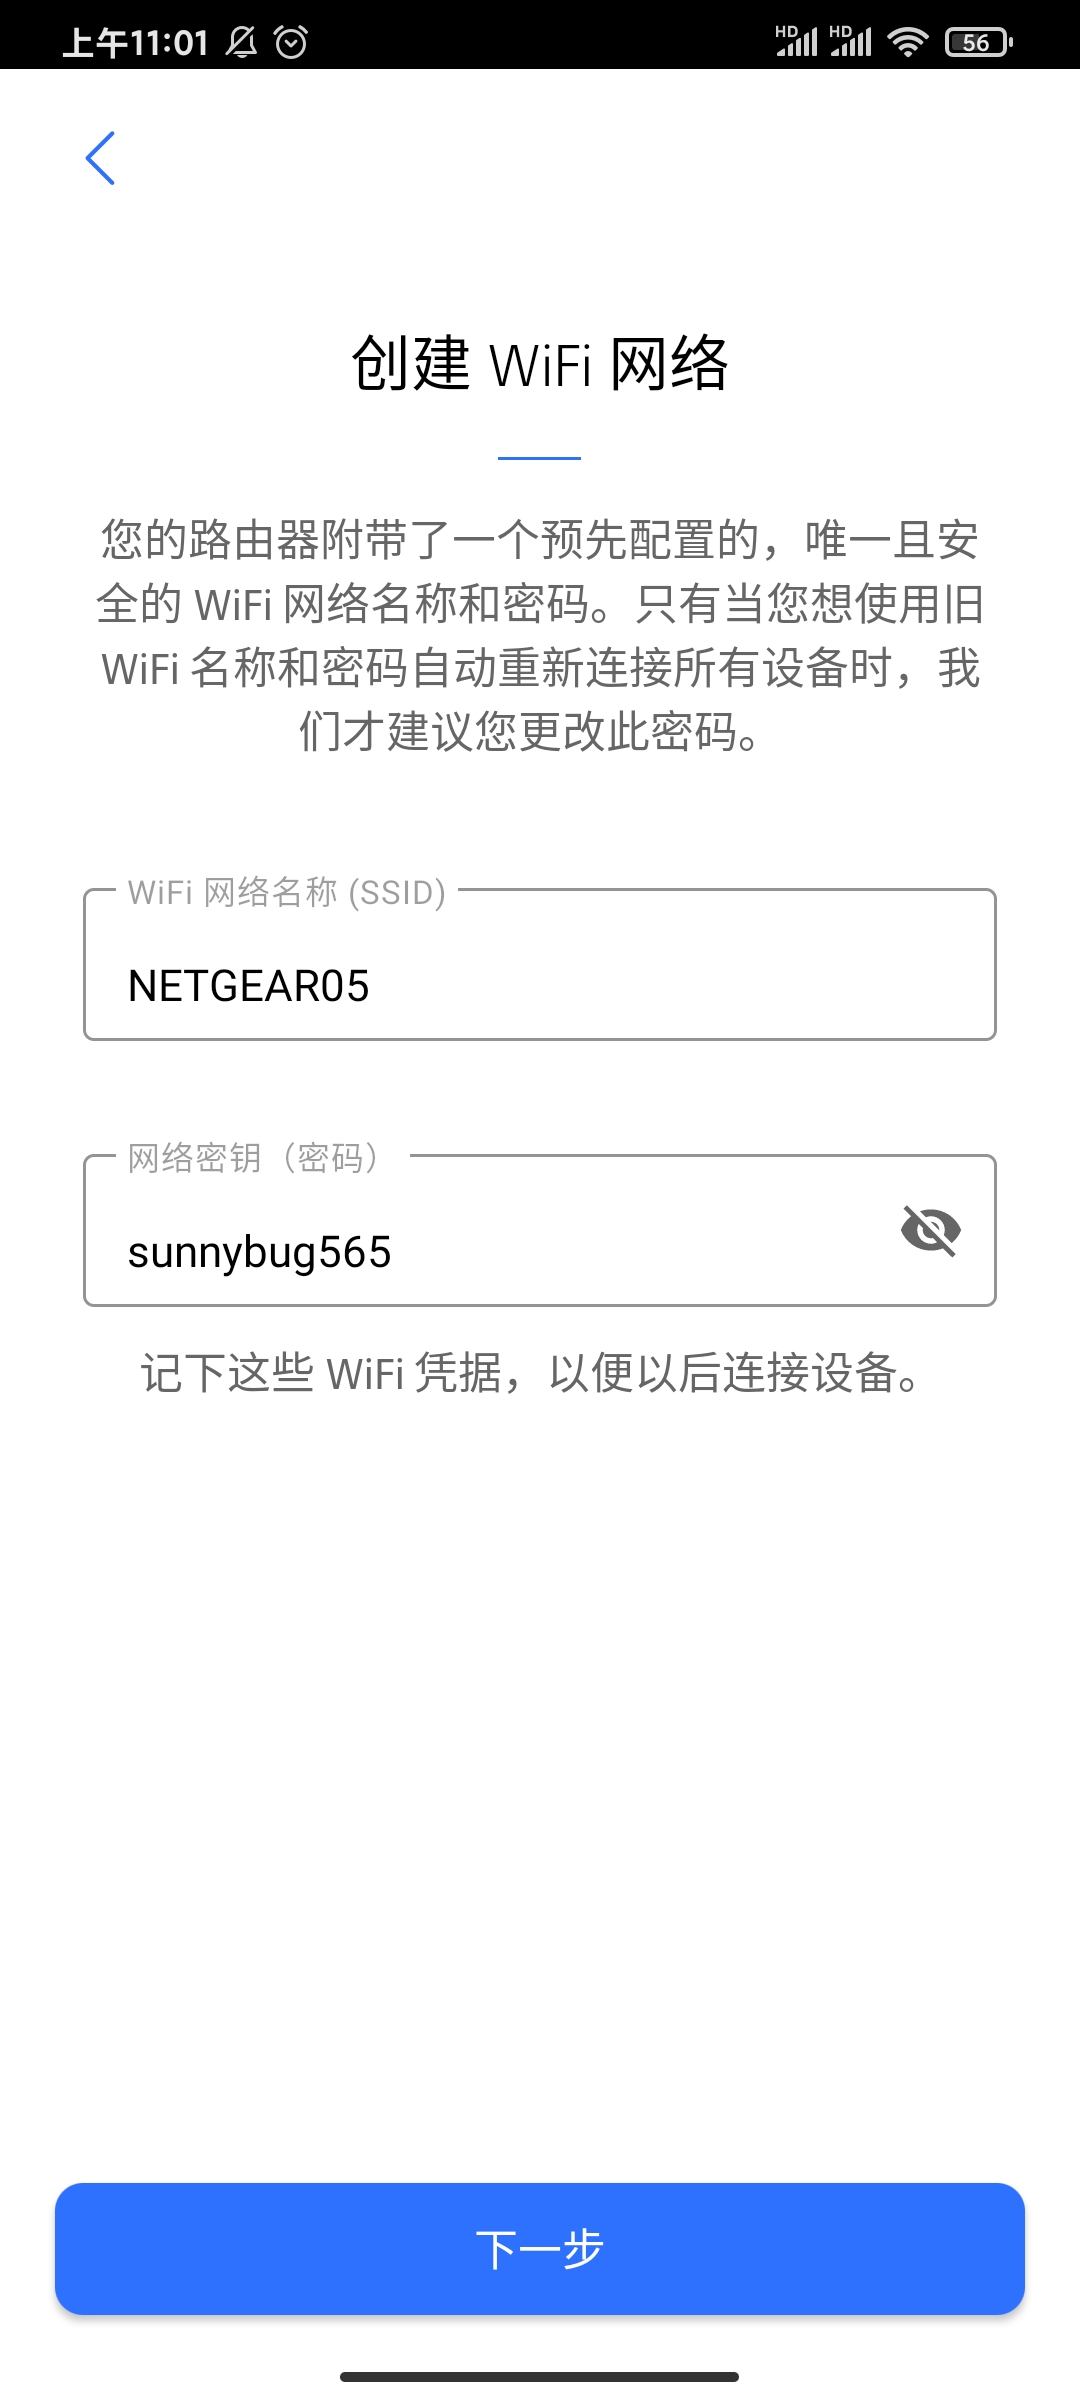 上午11:01
HD HD 56
创建 WiFi 网络
您的路由器附带了一个预先配置的，唯一且安
全的 WiFi 网络名称和密码。只有当您想使用旧
WiFi 名称和密码自动重新连接所有设备时，我
们才建议您更改此密码。
WiFi 网络名称 (SSID)
NETGEAR05
网络密钥（密码）
sunnybug565
记下这些 WiFi 凭据，以便以后连接设备。
下一步